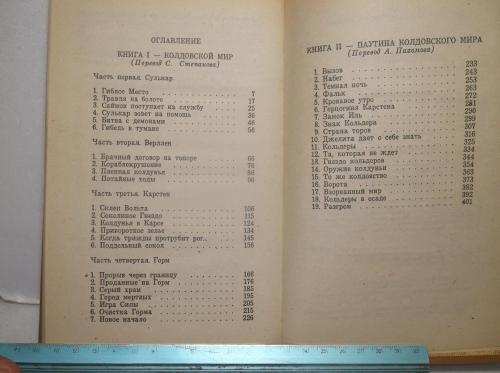 ОГЛАВЛЕНИЕ
КНИГА I — КОЛДОВСКОЙ МИР
(Перевод С. Степанова)
Часть первая. Сулькар
1. Гиблое Место 7
2. Травля на болоте 17
3. Саймон поступает на службу 25
4. Сулькар зовет на помощь 36
5. Битва с демонами 41
6. Гибель в тумане 56
Часть вторая. Верллен
1. Брачный договор на топоре 66
2. Кораблекрушение 76
3. Пленная колдунья 86
4. Потайные ходы 96
Часть третья. Карстен
1. Склеп Вольта 106
2. Соколиное Гнездо 115
3. Колдунья в Карсе 124
4. Приворотное зелье 134
5. Когда трижды протрубит рог 145
6. Поддельный сокол 156
Часть четвертая. Горм
1. Прорыв через границу 166
2. Проданные на Горм 176
3. Серый храм 185
4. Город мертвых 195
5. Игра Силы 205
6. Очистка Горма 215
7. Новое начало 226
КНИГА II — ПАУТИНА КОЛДОВСКОГО МИРА
(Перевод А. Пахомова)
1. Вызов 233
2. Набег 243
3. Темная ночь 253
4. Фальк 263
5. Кровавое утро 272
6. Герцогиня Карстена 281
7. Замок Иль 290
8. Знак Кольдера 299
9. Страна торов 307
10. Джелита дает о себе знать 316
11. Кольдеры 325
12. Та, которая не ждет 334
13. Гнездо кольдеров 344
14. Оружие колдуньи 354
15. То же колдовство 363
16. Ворота 373
17. Взорванный мир 382
18. Кольдеры в осаде 392
19. Разгром 401